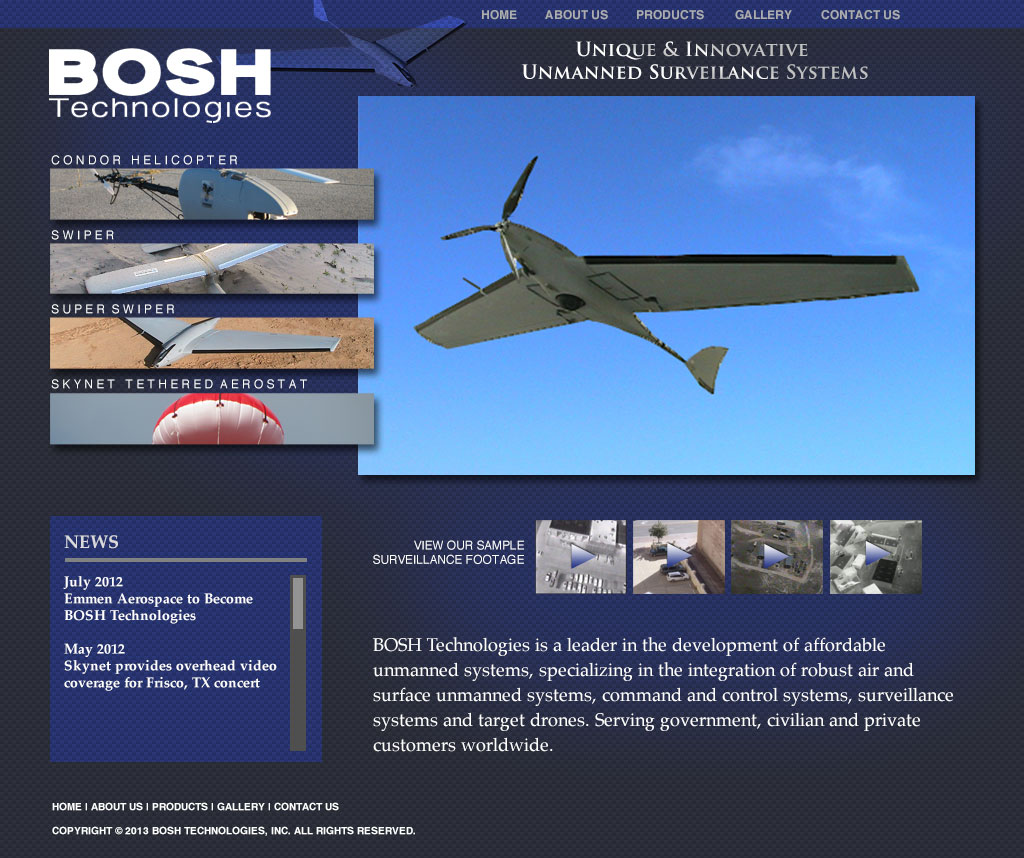 HOME ABOUT US PRODUCTS GALLERY CONTACT US
BOSH
Technologies
UNIQUE & INNOVATIVE
UNMANNED SURVEILANCE SYSTEMS
CONDOR HELICOPTER
SWIPER
SUPER SWIPER
SKYNET TETHERED AEROSTAT
NEWS
July 2012
Emmen Aerospace to Become
BOSH Technologies
May 2012
Skynet provides overhead video
coverage for Frisco, TX concert
VIEW OUR SAMPLE
SURVEILLANCE FOOTAGE
BOSH Technologies is a leader in the development of affordable
unmanned systems, specializing in the integration of robust air and
surface unmanned systems, command and control systems, surveillance
systems and target drones. Serving government, civilian and private
customers worldwide.
HOME | ABOUT US | PRODUCTS | GALLERY | CONTACT US
COPYRIGHT © 2013 BOSH TECHNOLOGIES, INC. ALL RIGHTS RESERVED.